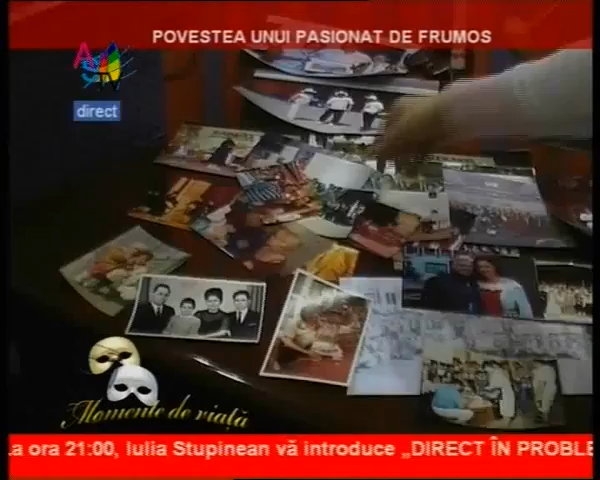 POVESTEA UNUI PASIONAT DE FRUMOS
direct
Momente de viață
La ora 21:00, Iulia Stupinean vă introduce „DIRECT ÎN PROBLE